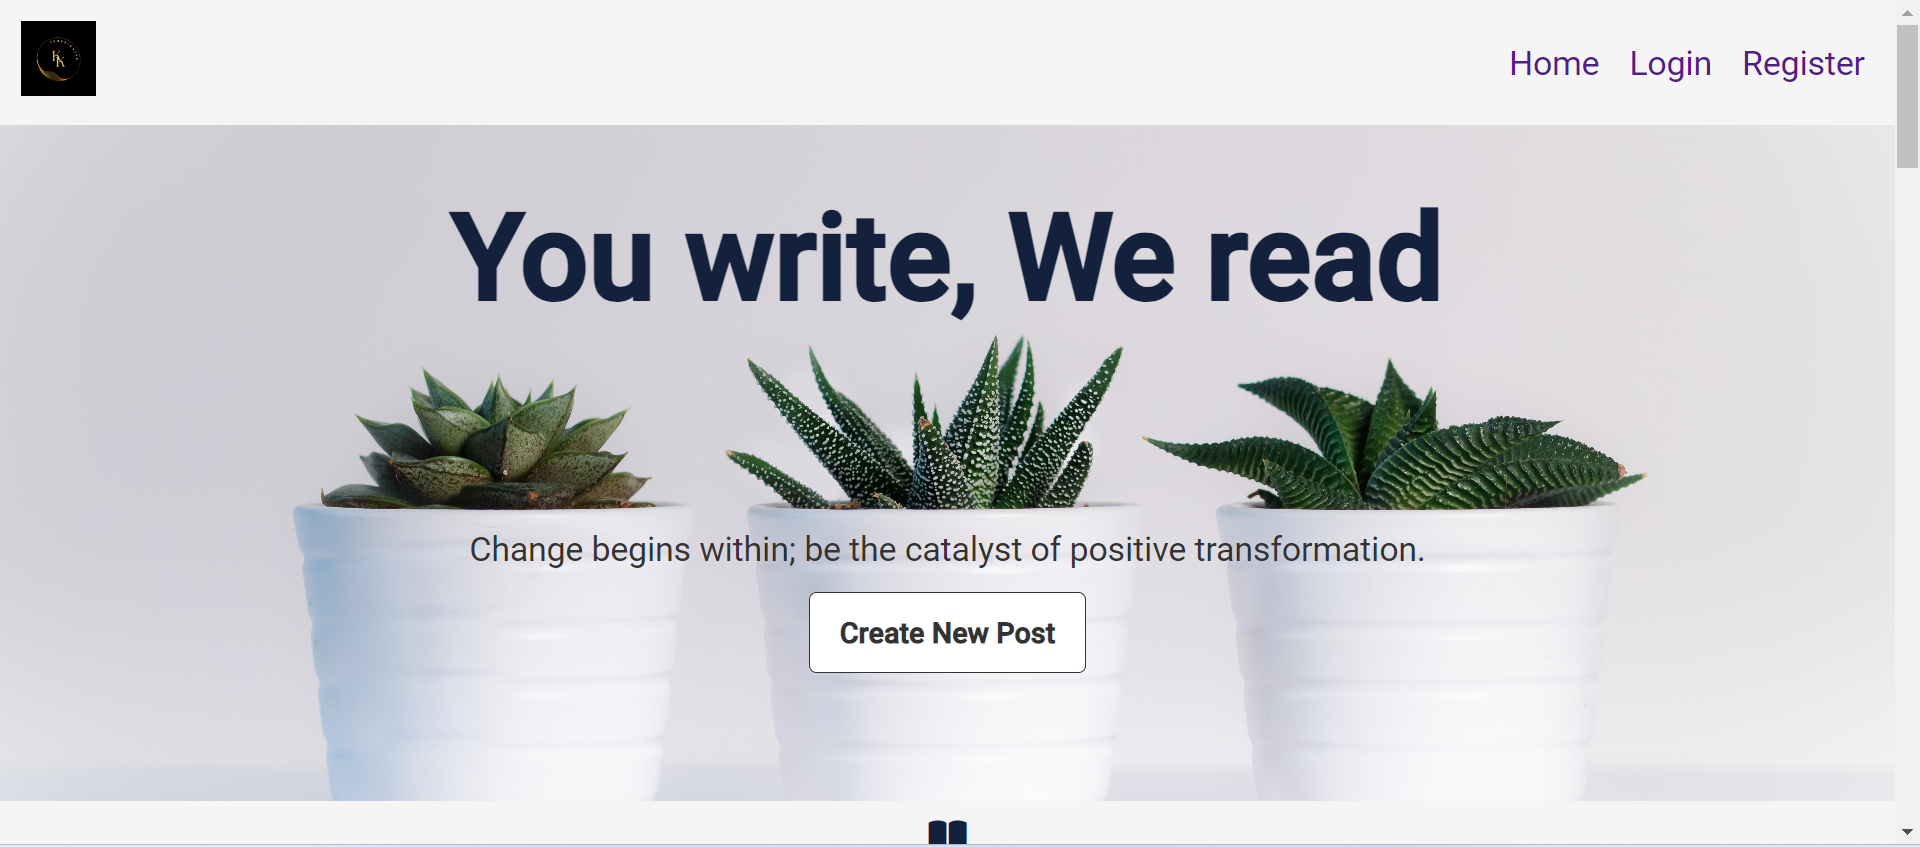 KK
Home Login Register
You write, We read
Change begins within; be the catalyst of positive transformation.
Create New Post